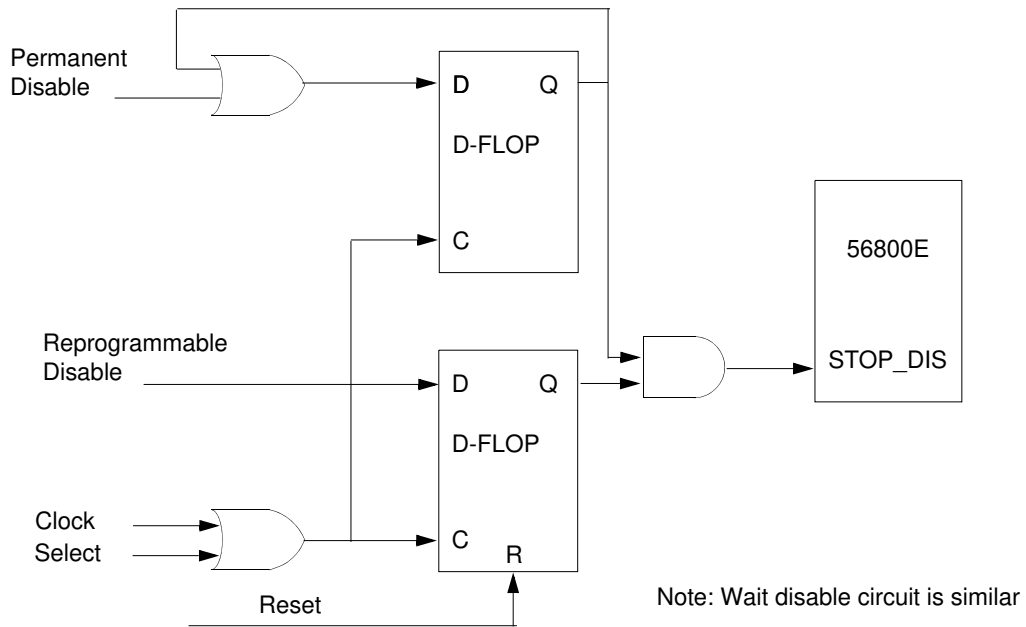 Permanent
Disable
D
Q
D-FLOP
C
56800E
STOP_DIS
Reprogrammable
Disable
D
Q
D-FLOP
C
R
Clock
Select
Reset
Note: Wait disable circuit is similar